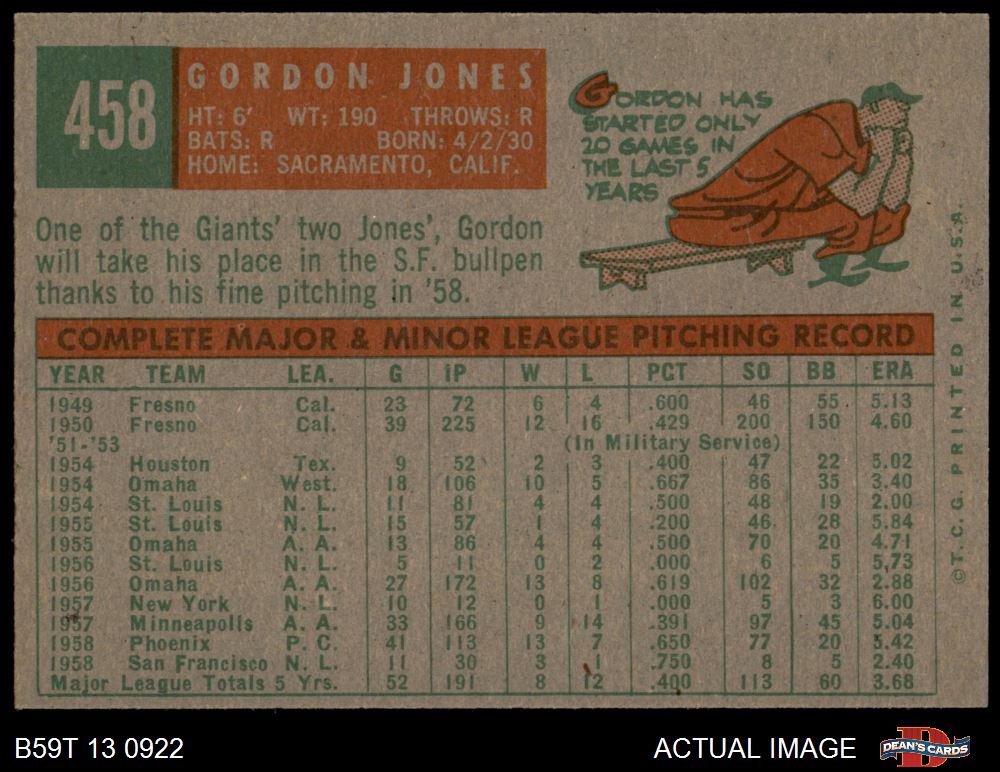 458
GORDON JONES
HT: 6' WT: 190 THROWS: R
BATS: R BORN: 4/2/30
HOME: SACRAMENTO, CALIF.
GORDON HAS
STARTED ONLY
20 GAMES IN
THE LAST 5
YEARS
One of the Giants' two Jones', Gordon
will take his place in the S.F. bullpen
thanks to his fine pitching in '58.
COMPLETE MAJOR & MINOR LEAGUE PITCHING RECORD
YEAR TEAM LEA. G IP W L PCT SO BB ERA
1949 Fresno Cal. 23 72 6 4 .600 46 55 5.13
1950 Fresno Cal. 39 225 12 16 .429 200 150 4.60
'51-'53 (In Military Service)
1954 Houston Tex. 9 52 2 3 .400 47 22 5.02
1954 Omaha West. 18 106 10 5 .667 86 35 3.40
1954 St. Louis N. L. 11 81 4 4 .500 48 19 2.00
1955 St. Louis N. L. 15 57 1 4 .200 46 28 5.84
1955 Omaha A. A. 13 86 4 4 .500 70 20 4.71
1956 St. Louis N. L. 5 11 0 2 .000 6 5 5,73
1956 Omaha A. A. 27 172 13 8 .619 102 32 2.88
1957 New York N. L. 10 12 0 1 .000 5 3 6.00
1957 Minneapolis A. A. 33 166 9 14 .391 97 45 5.04
1958 Phoenix P. C. 41 113 13 7 .650 77 20 5.42
1958 San Francisco N. L. 11 30 3 1 .750 8 5 2.40
Major League Totals 5 Yrs. 52 191 8 12 .400 113 60 3.68
©T.C.G. PRINTED IN U.S.A.
B59T 13 0922
ACTUAL IMAGE
DEAN'S CARDS